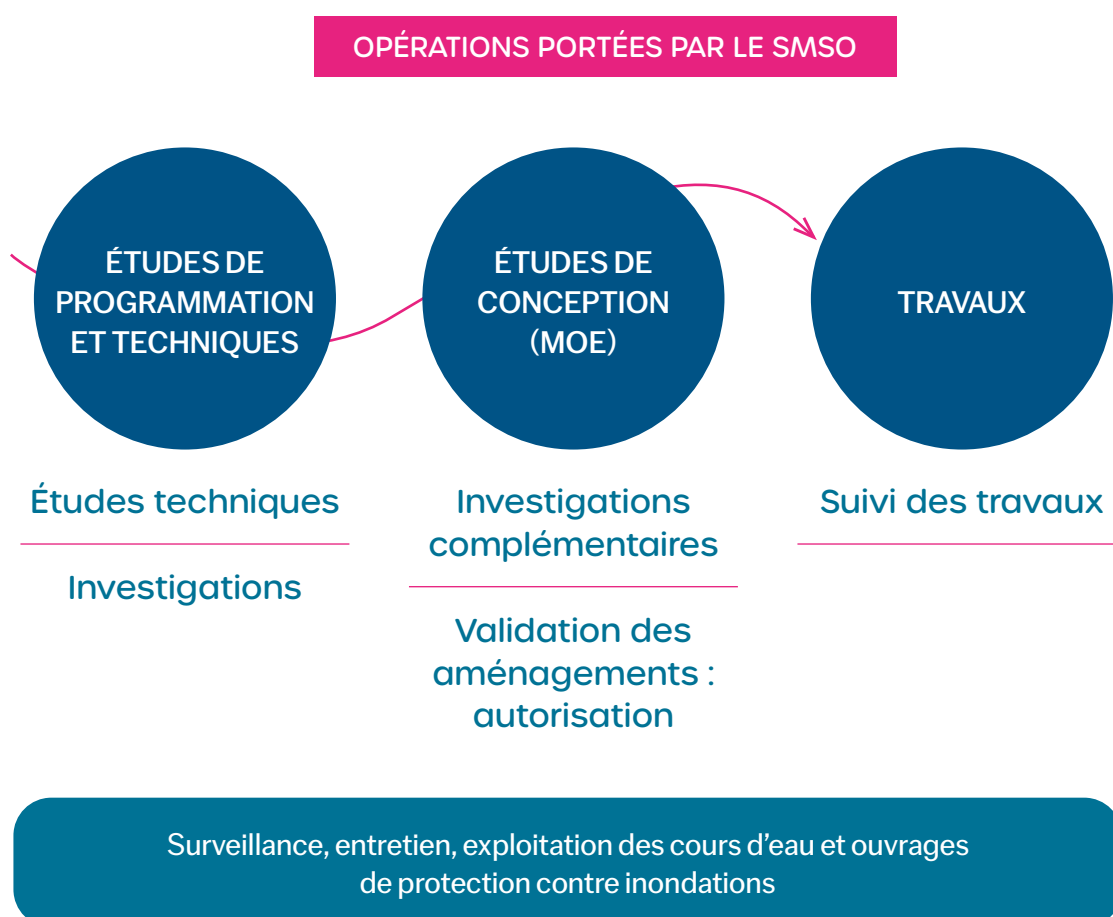 OPÉRATIONS PORTÉES PAR LE SMSO
ÉTUDES DE
PROGRAMMATION
ET TECHNIQUES
Études techniques
Investigations
ÉTUDES DE
CONCEPTION
(MOE)
Investigations
complémentaires
Validation des
aménagements :
autorisation
TRAVAUX
Suivi des travaux
Surveillance, entretien, exploitation des cours d’eau et ouvrages
de protection contre inondations